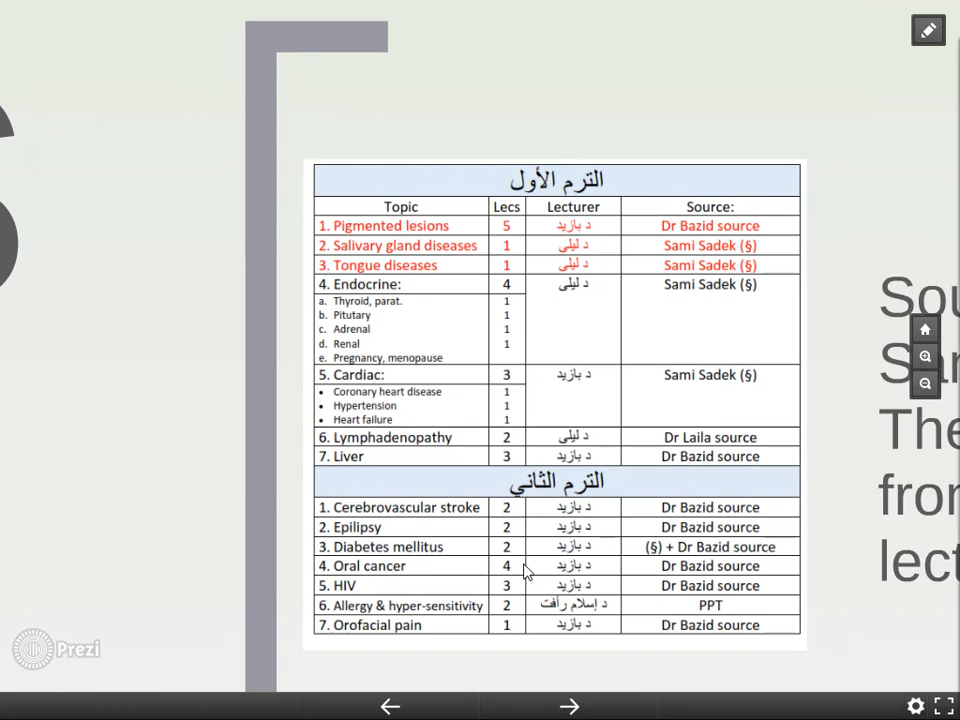 الترم الأول
Topic Lecs Lecturer Source:
1. Pigmented lesions 5 د بازيد Dr Bazid source
2. Salivary gland diseases 1 د ليلى Sami Sadek (§)
3. Tongue diseases 1 د ليلى Sami Sadek (§)
4. Endocrine: 4 د ليلى Sami Sadek (§)
a. Thyroid, parat. 1
b. Pitutary 1
c. Adrenal 1
d. Renal 1
e. Pregnancy, menopause
5. Cardiac: 3 د بازيد Sami Sadek (§)
• Coronary heart disease 1
• Hypertension 1
• Heart failure 1
6. Lymphadenopathy 2 د ليلى Dr Laila source
7. Liver 3 د بازيد Dr Bazid source
الترم الثاني
1. Cerebrovascular stroke 2 د بازيد Dr Bazid source
2. Epilipsy 2 د بازيد Dr Bazid source
3. Diabetes mellitus 2 د بازيد (§) + Dr Bazid source
4. Oral cancer 4 د بازيد Dr Bazid source
5. HIV 3 د بازيد Dr Bazid source
6. Allergy & hyper-sensitivity 2 د إسلام رأفت PPT
7. Orofacial pain 1 د بازيد Dr Bazid source
The
Prezi